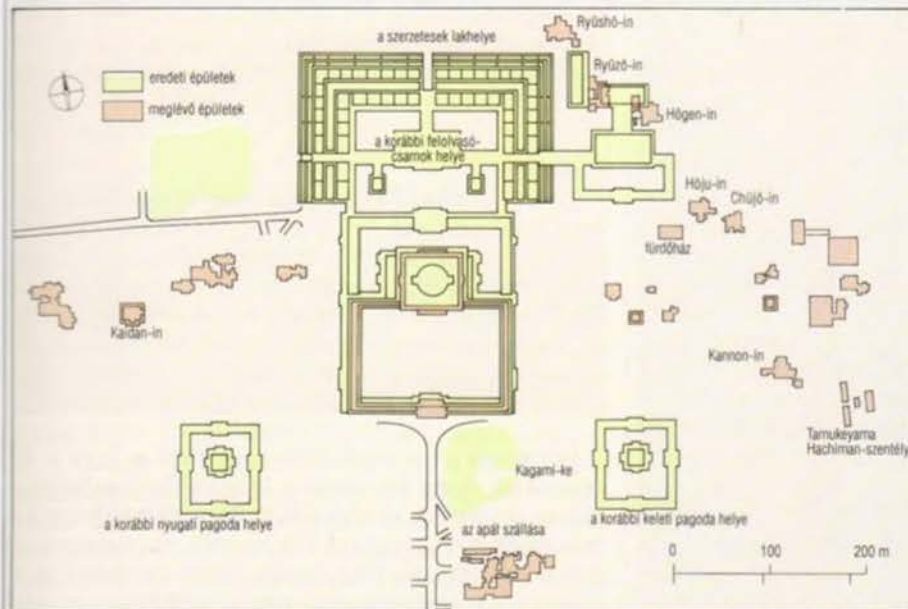 a szerzetesek lakhelye
Ryūshō-in
Ryūzō-in
eredeti épületek
meglévő épületek
Hōgen-in
a korábbi felolvasó-
csarnok helye
Hōju-in
Chūjō-in
fürdőház
Kaidan-in
Kannon-in
Tamukeyama
Hachiman-szentély
Kagami-ke
a korábbi nyugati pagoda helye
a korábbi keleti pagoda helye
az apát szállása
0 100 200 m